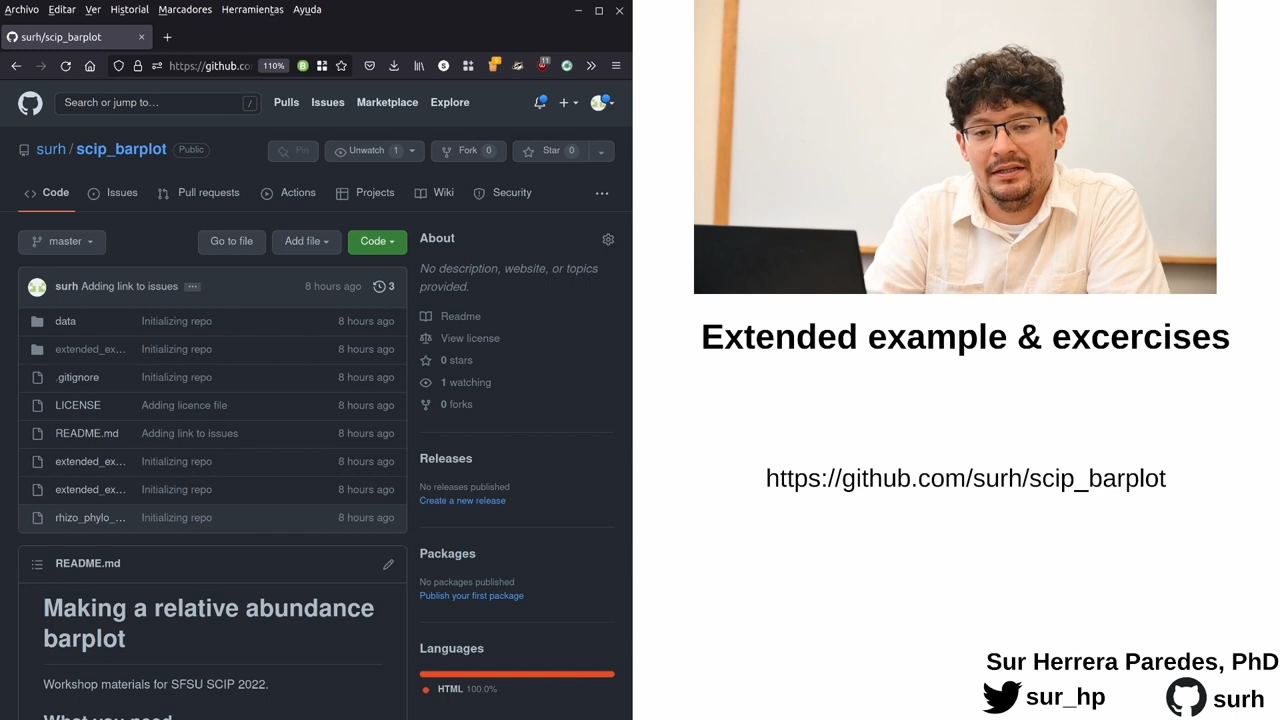 Archivo Editar Ver Historial Marcadores Herramientas Ayuda
surh/scip_barplot
https://github.co 110%
11
Search or jump to… /
Pulls Issues Marketplace Explore
surh / scip_barplot Public
Pin Unwatch 1 Fork 0 Star 0
Code Issues Pull requests Actions Projects Wiki Security
master Go to file Add file Code
surh Adding link to issues 8 hours ago 3
data Initializing repo 8 hours ago
extended_ex… Initializing repo 8 hours ago
.gitignore Initializing repo 8 hours ago
LICENSE Adding licence file 8 hours ago
README.md Adding link to issues 8 hours ago
extended_ex… Initializing repo 8 hours ago
extended_ex… Initializing repo 8 hours ago
rhizo_phylo_… Initializing repo 8 hours ago
README.md
Making a relative abundance
barplot
Workshop materials for SFSU SCIP 2022.
What you need
About
No description, website, or topics
provided.
Readme
View license
0 stars
1 watching
0 forks
Releases
No releases published
Create a new release
Packages
No packages published
Publish your first package
Languages
HTML 100.0%
Extended example & excercises
https://github.com/surh/scip_barplot
Sur Herrera Paredes, PhD
sur_hp surh